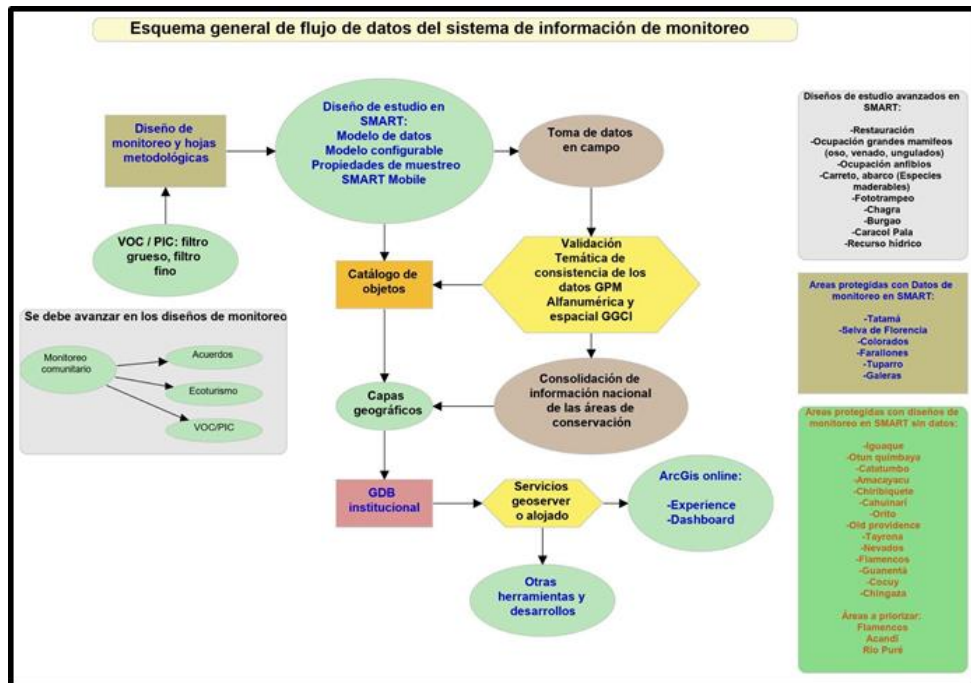 Esquema general de flujo de datos del sistema de información de monitoreo
Diseño de
monitoreo y hojas
metodológicas
Diseño de estudio en
SMART:
Modelo de datos
Modelo configurable
Propiedades de muestreo
SMART Mobile
Toma de datos
en campo
VOC / PIC: filtro
grueso, filtro
fino
Catálogo de
objetos
Validación
Temática de
consistencia de los
datos GPM
Alfanumérica y
espacial GGCI
Se debe avanzar en los diseños de monitoreo
Monitoreo
comunitario
Acuerdos
Ecoturismo
VOC/PIC
Capas
geográficos
Consolidación de
información nacional
de las áreas de
conservación
GDB
institucional
Servicios
geoserver
o alojado
ArcGis online:
-Experience
-Dashboard
Otras
herramientas y
desarrollos
Diseños de estudio avanzados en
SMART:
-Restauración
-Ocupación grandes mamifeos
(oso, venado, ungulados)
-Ocupación anfibios
-Carreto, abarco (Especies
maderables)
-Fototrampeo
-Chagra
-Burgao
-Caracol Pala
-Recurso hídrico
Areas protegidas con Datos de
monitoreo en SMART:
-Tatamá
-Selva de Florencia
-Colorados
-Farallones
-Tuparro
-Galeras
Areas protegidas con diseños de
monitoreo en SMART sin datos:
-Iguaque
-Otun quimbaya
-Catatumbo
-Amacayacu
-Chiribiquete
-Cahuinari
-Orito
-Old providence
-Tayrona
-Nevados
-Flamencos
-Guanentá
-Cocuy
-Chingaza
Áreas a priorizar:
Flamencos
Acandí
Rio Puré